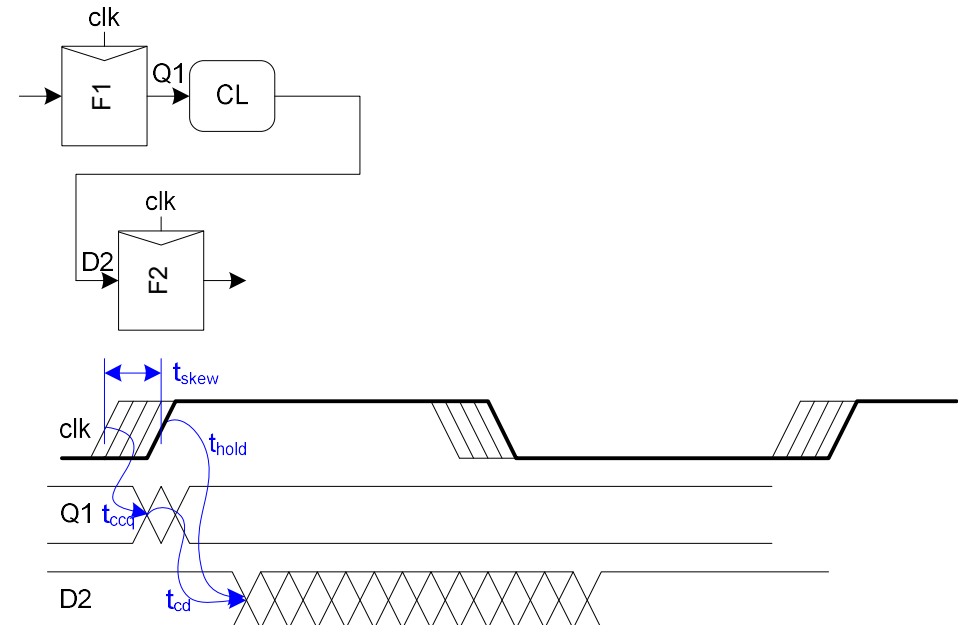 clk
F1
Q1
CL
clk
D2
F2
tskew
clk
thold
Q1
tccq
D2
tcd